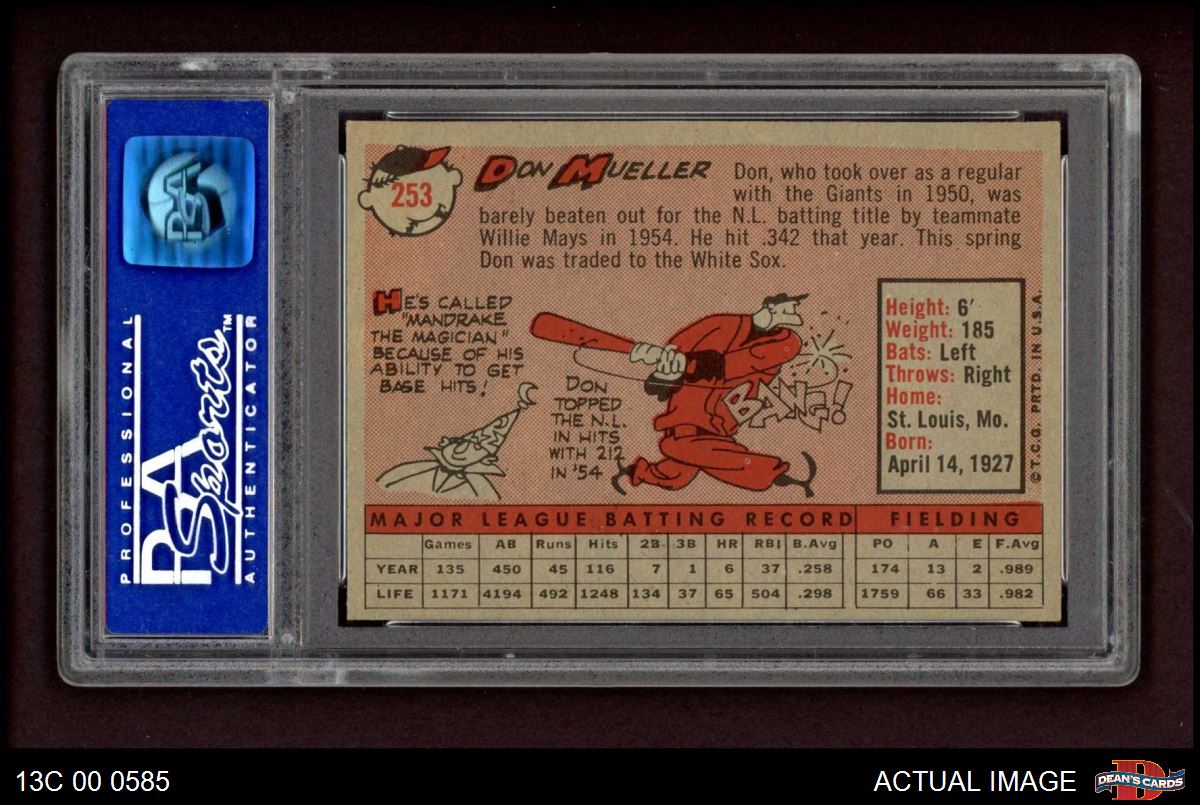 PROFESSIONAL
PSA
Sports™
AUTHENTICATOR
PSA
253
DON MUELLER
Don, who took over as a regular
with the Giants in 1950, was
barely beaten out for the N.L. batting title by teammate
Willie Mays in 1954. He hit .342 that year. This spring
Don was traded to the White Sox.
HE'S CALLED
"MANDRAKE
THE MAGICIAN"
BECAUSE OF HIS
ABILITY TO GET
BASE HITS!
DON
TOPPED
THE N.L.
IN HITS
WITH 212
IN '54
BANG!
Height: 6'
Weight: 185
Bats: Left
Throws: Right
Home:
St. Louis, Mo.
Born:
April 14, 1927
© T.C.G. PRTD. IN U.S.A.
MAJOR LEAGUE BATTING RECORD FIELDING
Games AB Runs Hits 2B 3B HR RBI B.Avg PO A E F.Avg
YEAR 135 450 45 116 7 1 6 37 .258 174 13 2 .989
LIFE 1171 4194 492 1248 134 37 65 504 .298 1759 66 33 .982
13C 00 0585
ACTUAL IMAGE
D
DEAN'S CARDS